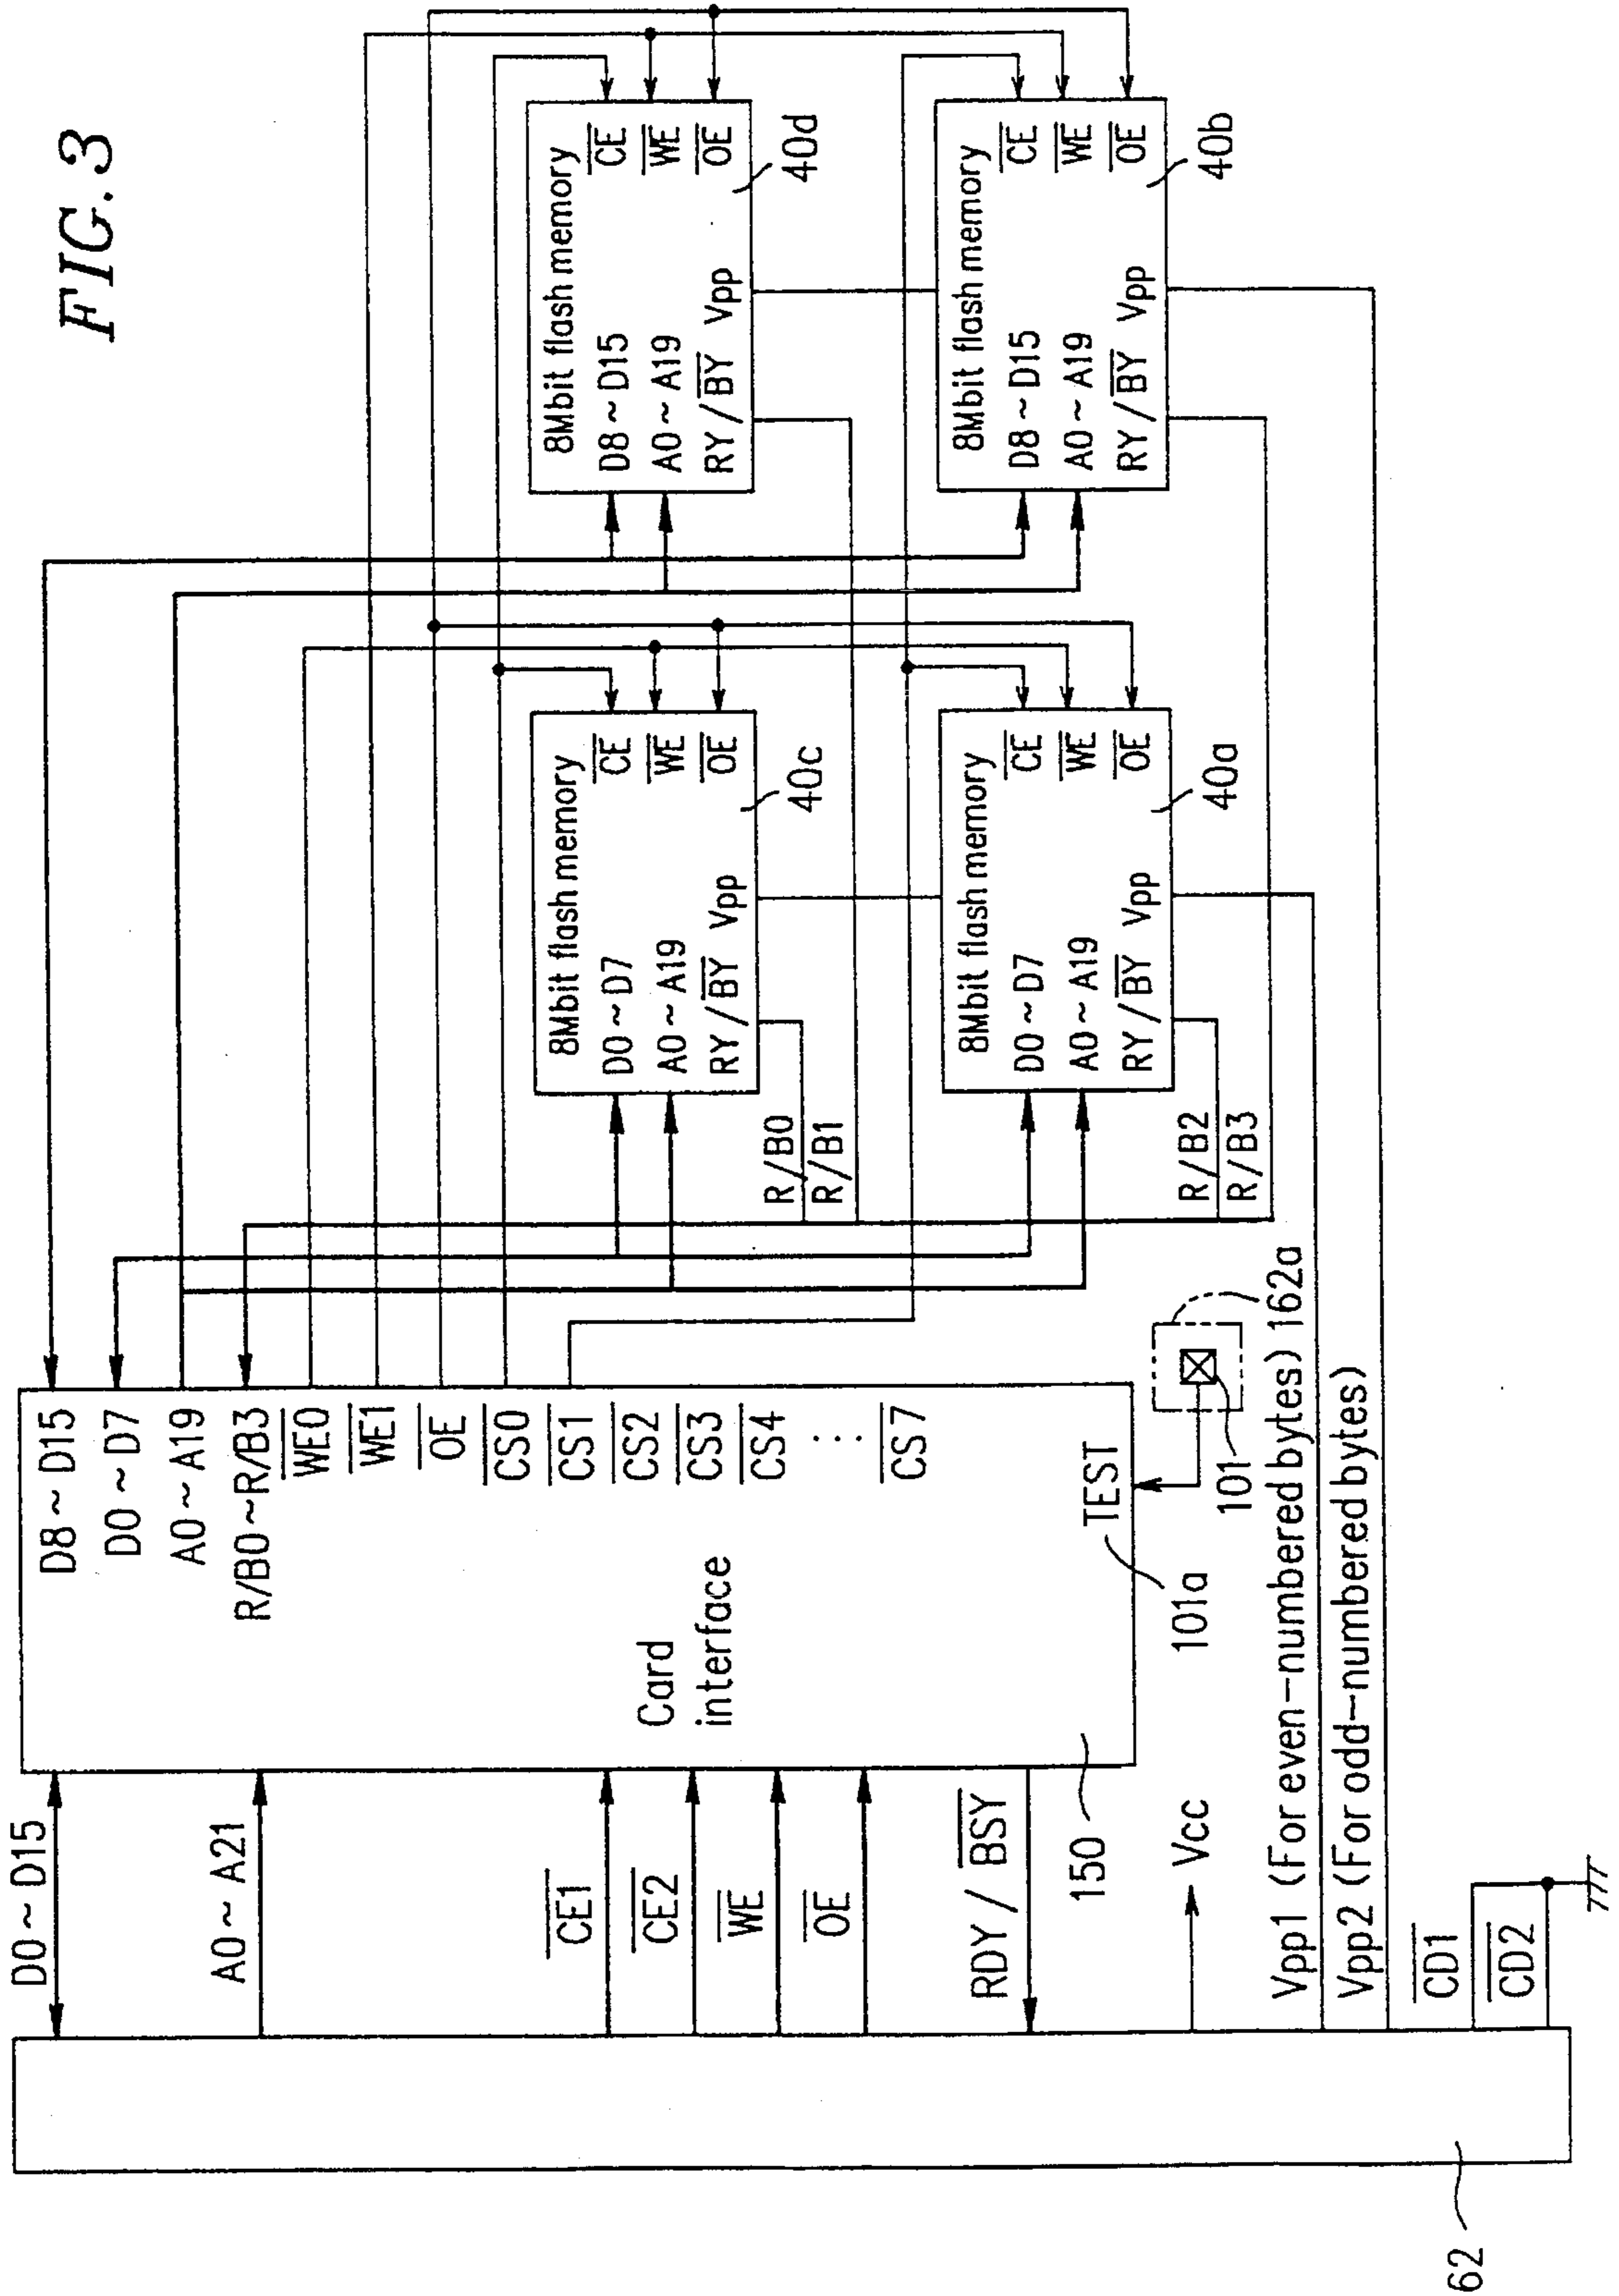 FIG.3
D0~D15
A0~A21
CE1
CE2
WE
OE
RDY / BSY
Vcc
Vpp1 (For even-numbered bytes)
Vpp2 (For odd-numbered bytes)
CD1
CD2
62
D8~D15
D0~D7
A0~A19
R/B0~R/B3
WE0
WE1
OE
CS0
CS1
CS2
CS3
CS4
...
CS7
Card
interface
TEST
150
101a
101
162a
R/B0
R/B1
R/B2
R/B3
8Mbit flash memory
D0~D7
A0~A19
RY/BY Vpp
CE
WE
OE
40c
8Mbit flash memory
D8~D15
A0~A19
RY/BY Vpp
CE
WE
OE
40d
8Mbit flash memory
D0~D7
A0~A19
RY/BY Vpp
CE
WE
OE
40a
8Mbit flash memory
D8~D15
A0~A19
RY/BY Vpp
CE
WE
OE
40b